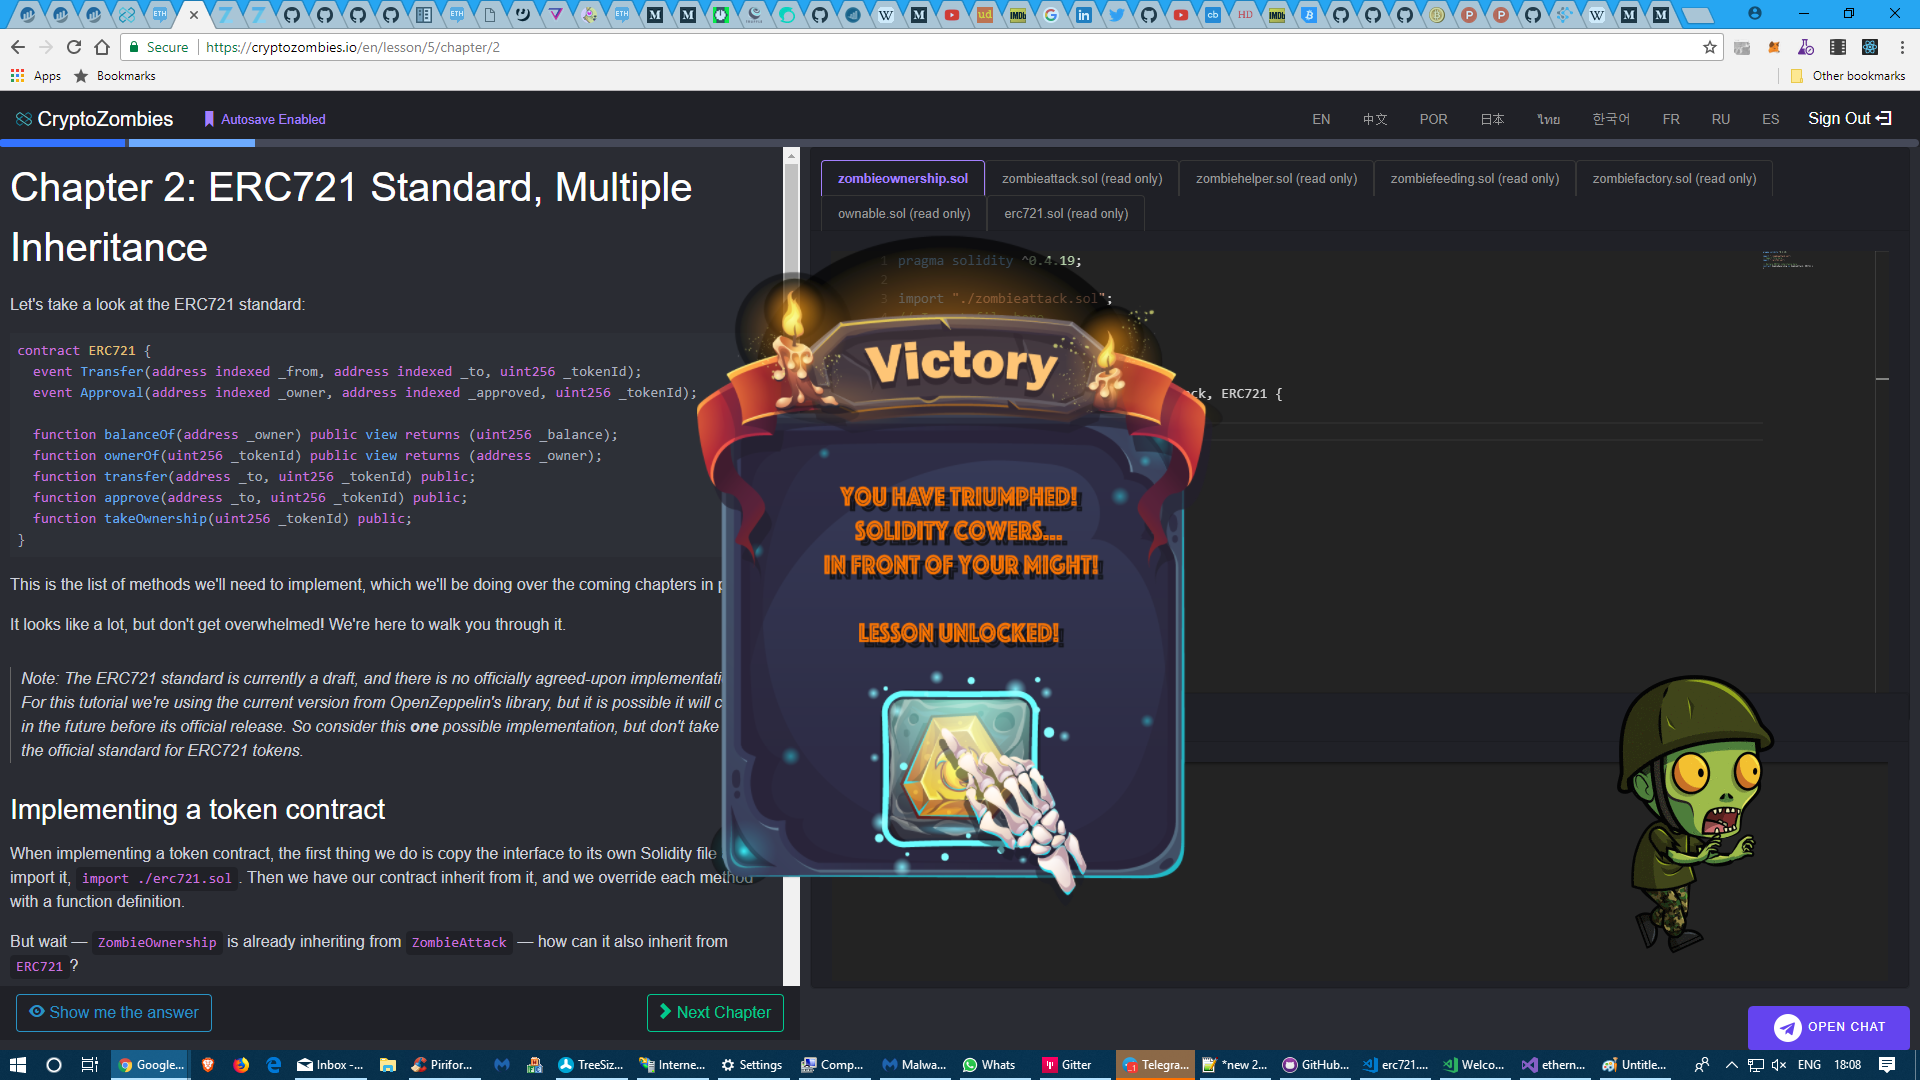 Secure
https://cryptozombies.io/en/lesson/5/chapter/2
Apps
Bookmarks
Other bookmarks
CryptoZombies
Autosave Enabled
EN
中文
POR
日本
ไทย
한국어
FR
RU
ES
Sign Out
Chapter 2: ERC721 Standard, Multiple
Inheritance
Let's take a look at the ERC721 standard:
contract ERC721 {
event Transfer(address indexed _from, address indexed _to, uint256 _tokenId);
event Approval(address indexed _owner, address indexed _approved, uint256 _tokenId);
function balanceOf(address _owner) public view returns (uint256 _balance);
function ownerOf(uint256 _tokenId) public view returns (address _owner);
function transfer(address _to, uint256 _tokenId) public;
function approve(address _to, uint256 _tokenId) public;
function takeOwnership(uint256 _tokenId) public;
}
This is the list of methods we'll need to implement, which we'll be doing over the coming chapters in
It looks like a lot, but don't get overwhelmed! We're here to walk you through it.
Note: The ERC721 standard is currently a draft, and there is no officially agreed-upon implementati
For this tutorial we're using the current version from OpenZeppelin's library, but it is possible it will c
in the future before its official release. So consider this one possible implementation, but don't take
the official standard for ERC721 tokens.
Implementing a token contract
When implementing a token contract, the first thing we do is copy the interface to its own Solidity file
import it, import ./erc721.sol . Then we have our contract inherit from it, and we override each method
with a function definition.
But wait — ZombieOwnership is already inheriting from ZombieAttack — how can it also inherit from
ERC721 ?
Show me the answer
Next Chapter
zombieownership.sol
zombieattack.sol (read only)
zombiehelper.sol (read only)
zombiefeeding.sol (read only)
zombiefactory.sol (read only)
ownable.sol (read only)
erc721.sol (read only)
1 pragma solidity ^0.4.19;
2
3 import "./zombieattack.sol";
ck, ERC721 {
Victory
YOU HAVE TRIUMPHED!
SOLIDITY COWERS...
IN FRONT OF YOUR MIGHT!
LESSON UNLOCKED!
OPEN CHAT
Google...
Inbox -...
Pirifor...
TreeSiz...
Interne...
Settings
Comp...
Malwa...
Whats
Gitter
Telegra...
*new 2...
GitHub...
erc721....
Welco...
ethern...
Untitle...
ENG
18:08